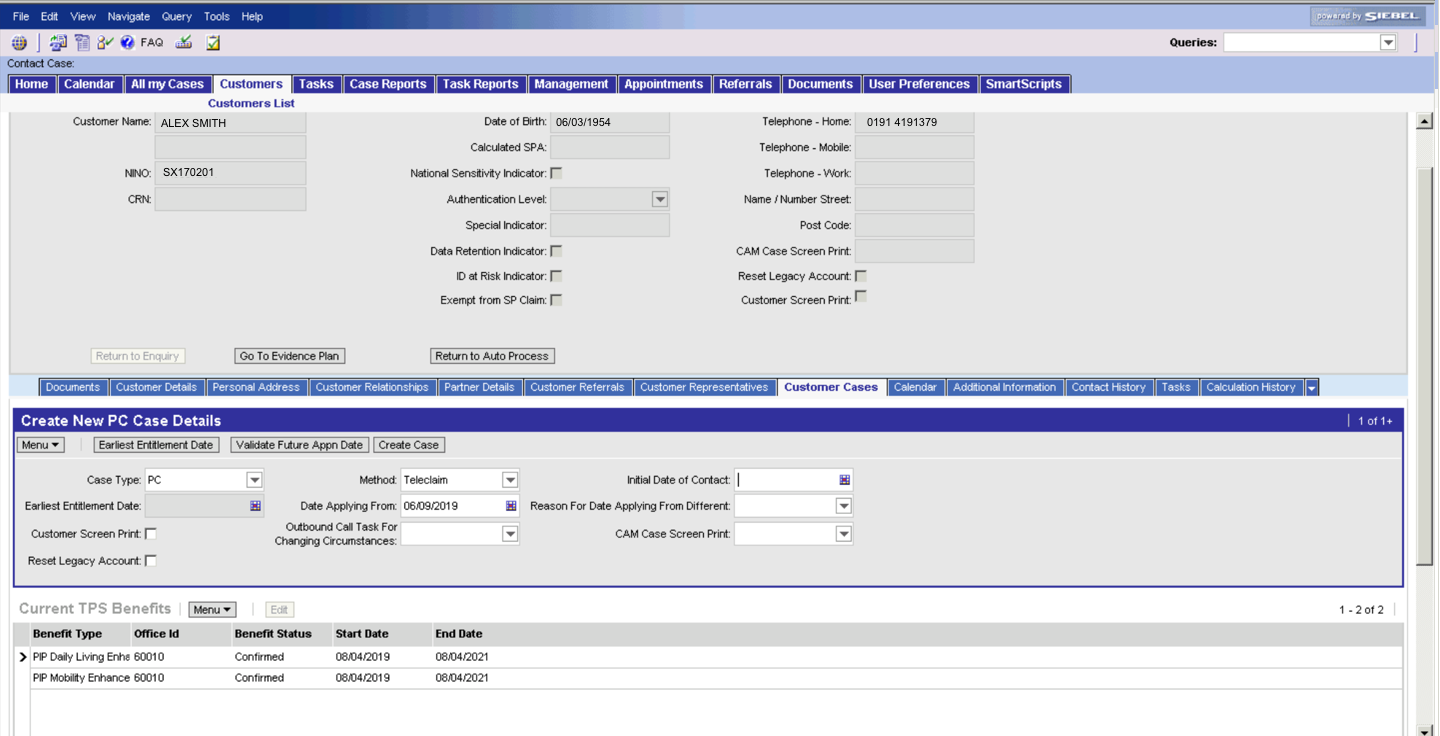 File Edit View Navigate Query Tools Help powered by SIEBEL
FAQ Queries:
Contact Case:
Home Calendar All my Cases Customers Tasks Case Reports Task Reports Management Appointments Referrals Documents User Preferences SmartScripts
Customers List
Customer Name: ALEX SMITH Date of Birth: 06/03/1954 Telephone - Home: 0191 4191379
Calculated SPA: Telephone - Mobile:
NINO: SX170201 National Sensitivity Indicator: Telephone - Work:
CRN: Authentication Level: Name / Number Street:
Special Indicator: Post Code:
Data Retention Indicator: CAM Case Screen Print:
ID at Risk Indicator: Reset Legacy Account:
Exempt from SP Claim: Customer Screen Print:
Return to Enquiry Go To Evidence Plan Return to Auto Process
Documents Customer Details Personal Address Customer Relationships Partner Details Customer Referrals Customer Representatives Customer Cases Calendar Additional Information Contact History Tasks Calculation History
Create New PC Case Details 1 of 1+
Menu Earliest Entitlement Date Validate Future Appn Date Create Case
Case Type: PC Method: Teleclaim Initial Date of Contact:
Earliest Entitlement Date: Date Applying From: 06/09/2019 Reason For Date Applying From Different:
Customer Screen Print: Outbound Call Task For Changing Circumstances: CAM Case Screen Print:
Reset Legacy Account:
Current TPS Benefits Menu Edit 1 - 2 of 2
Benefit Type Office Id Benefit Status Start Date End Date
PIP Daily Living Enha 60010 Confirmed 08/04/2019 08/04/2021
PIP Mobility Enhance 60010 Confirmed 08/04/2019 08/04/2021